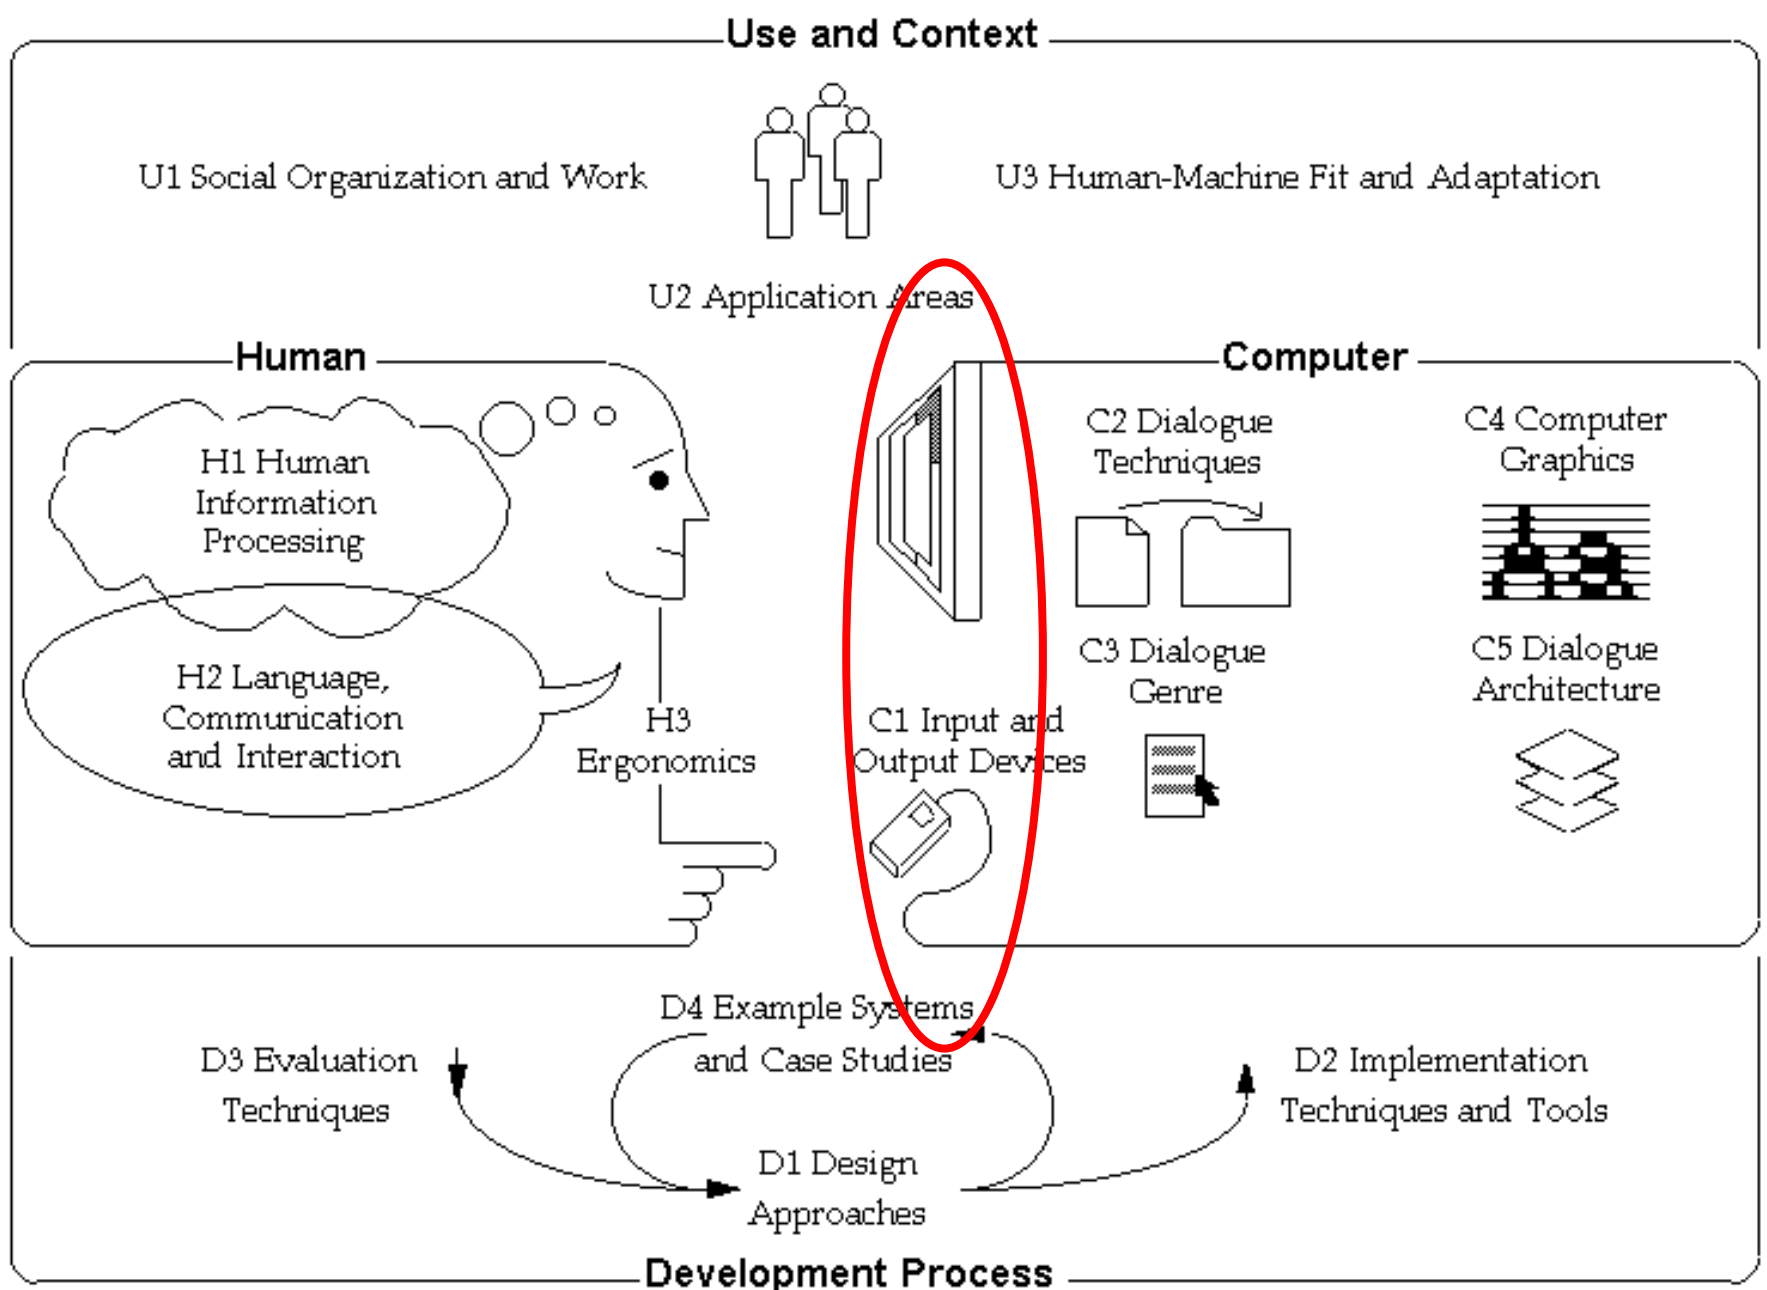 Use and Context
U1 Social Organization and Work
U3 Human-Machine Fit and Adaptation
U2 Application Areas
Human
H1 Human
Information
Processing
H2 Language,
Communication
and Interaction
H3
Ergonomics
Computer
C1 Input and
Output Devices
C2 Dialogue
Techniques
C3 Dialogue
Genre
C4 Computer
Graphics
C5 Dialogue
Architecture
D3 Evaluation
Techniques
D4 Example Systems
and Case Studies
D1 Design
Approaches
D2 Implementation
Techniques and Tools
Development Process